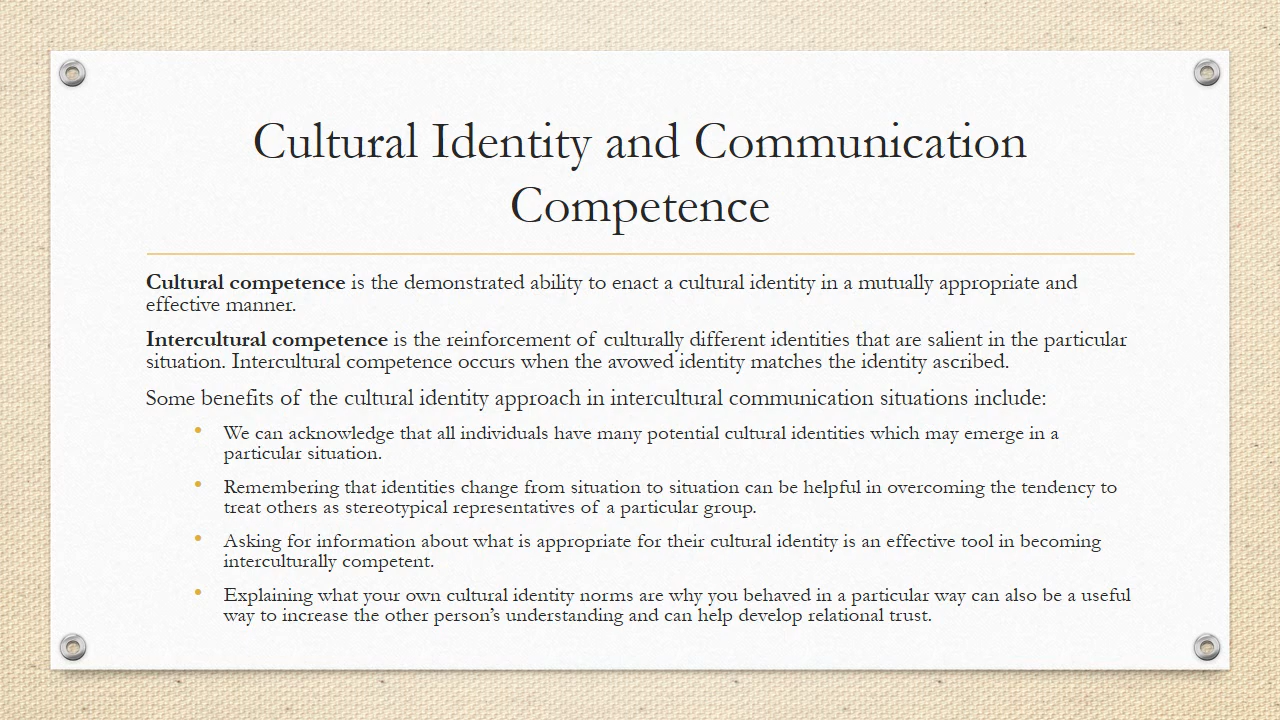 Cultural Identity and Communication
Competence
Cultural competence is the demonstrated ability to enact a cultural identity in a mutually appropriate and
effective manner.
Intercultural competence is the reinforcement of culturally different identities that are salient in the particular
situation. Intercultural competence occurs when the avowed identity matches the identity ascribed.
Some benefits of the cultural identity approach in intercultural communication situations include:
• We can acknowledge that all individuals have many potential cultural identities which may emerge in a
particular situation.
• Remembering that identities change from situation to situation can be helpful in overcoming the tendency to
treat others as stereotypical representatives of a particular group.
• Asking for information about what is appropriate for their cultural identity is an effective tool in becoming
interculturally competent.
• Explaining what your own cultural identity norms are why you behaved in a particular way can also be a useful
way to increase the other person’s understanding and can help develop relational trust.